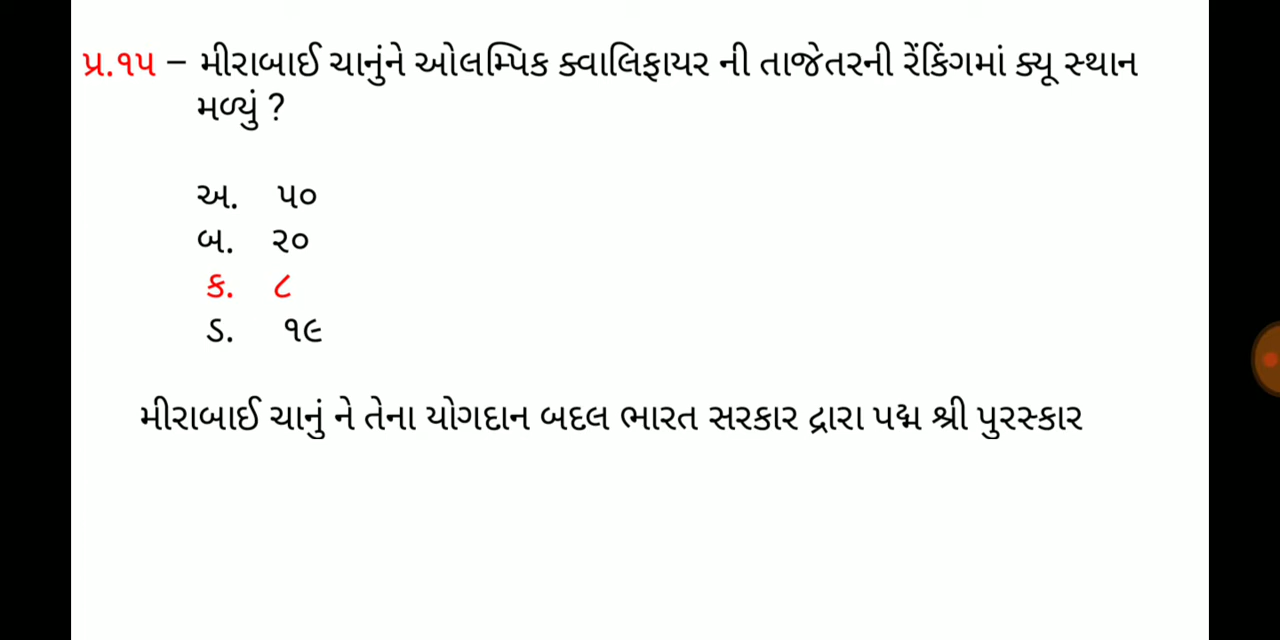 પ્ર.૧૫ – મીરાબાઈ ચાનુંને ઓલમ્પિક ક્વાલિફાયર ની તાજેતરની રેંકિંગમાં ક્યૂ સ્થાન
મળ્યું ?
અ. ૫૦
બ. ૨૦
ક. ૮
ડ. ૧૯
મીરાબાઈ ચાનું ને તેના યોગદાન બદલ ભારત સરકાર દ્રારા પદ્મ શ્રી પુરસ્કાર